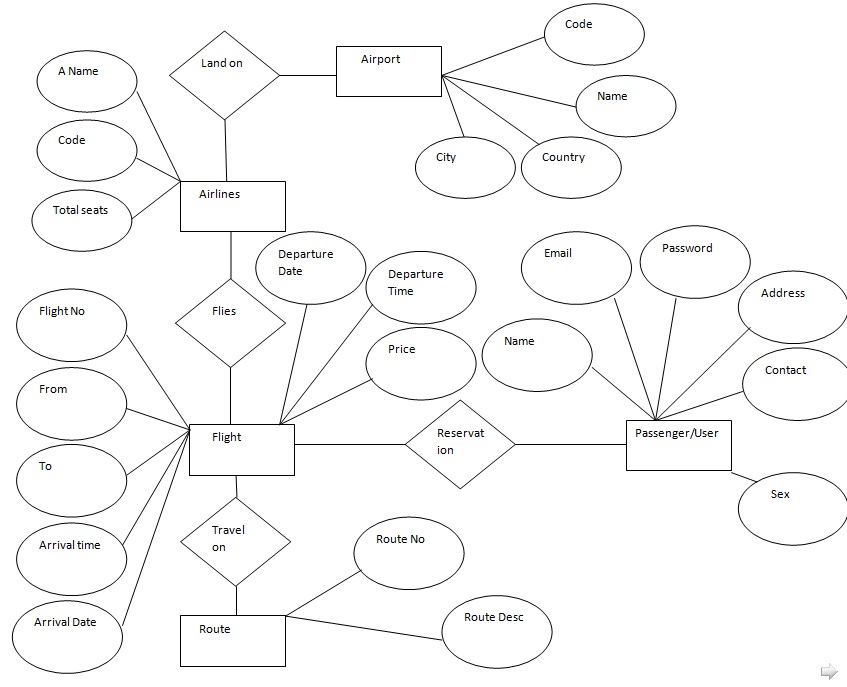 Code
Land on
Airport
A Name
Name
Code
City
Country
Total seats
Airlines
Departure
Date
Departure
Time
Email
Password
Address
Flight No
Flies
Name
Price
Contact
From
Flight
Reservat
ion
Passenger/User
To
Sex
Travel
on
Arrival time
Route No
Arrival Date
Route
Route Desc